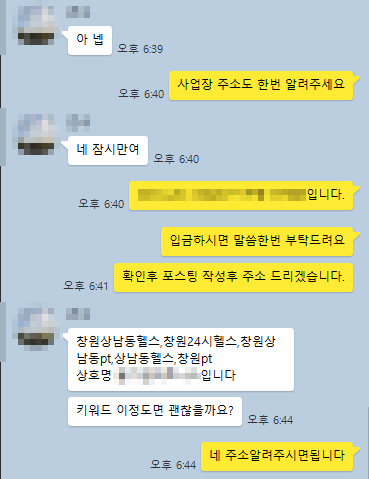 아 넵
오후 6:39
사업장 주소도 한번 알려주세요
오후 6:40
네 잠시만여
오후 6:40
입니다.
오후 6:40
입금하시면 말씀한번 부탁드려요
확인후 포스팅 작성후 주소 드리겠습니다.
오후 6:41
창원상남동헬스,창원24시헬스,창원상
남동pt,상남동헬스,창원pt
상호명 입니다
키워드 이정도면 괜찮을까요?
오후 6:44
네 주소알려주시면됩니다
오후 6:44